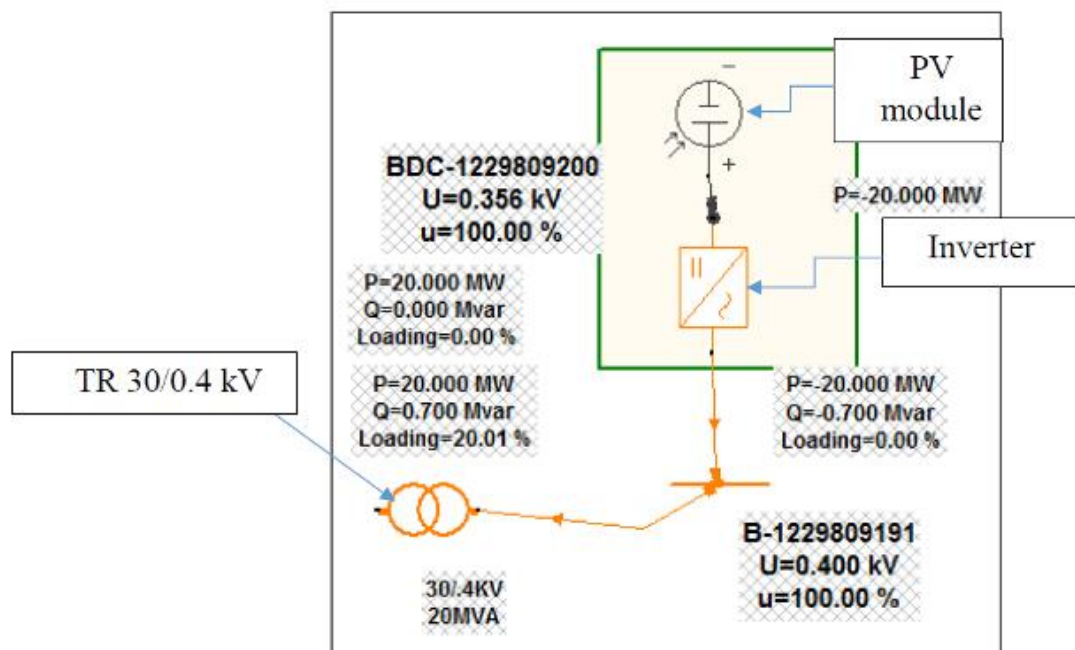 PV
module
−
+
BDC-1229809200
U=0.356 kV
u=100.00 %
P=-20.000 MW
Inverter
P=20.000 MW
Q=0.000 Mvar
Loading=0.00 %
TR 30/0.4 kV
P=20.000 MW
Q=0.700 Mvar
Loading=20.01 %
P=-20.000 MW
Q=-0.700 Mvar
Loading=0.00 %
B-1229809191
U=0.400 kV
u=100.00 %
30/.4KV
20MVA